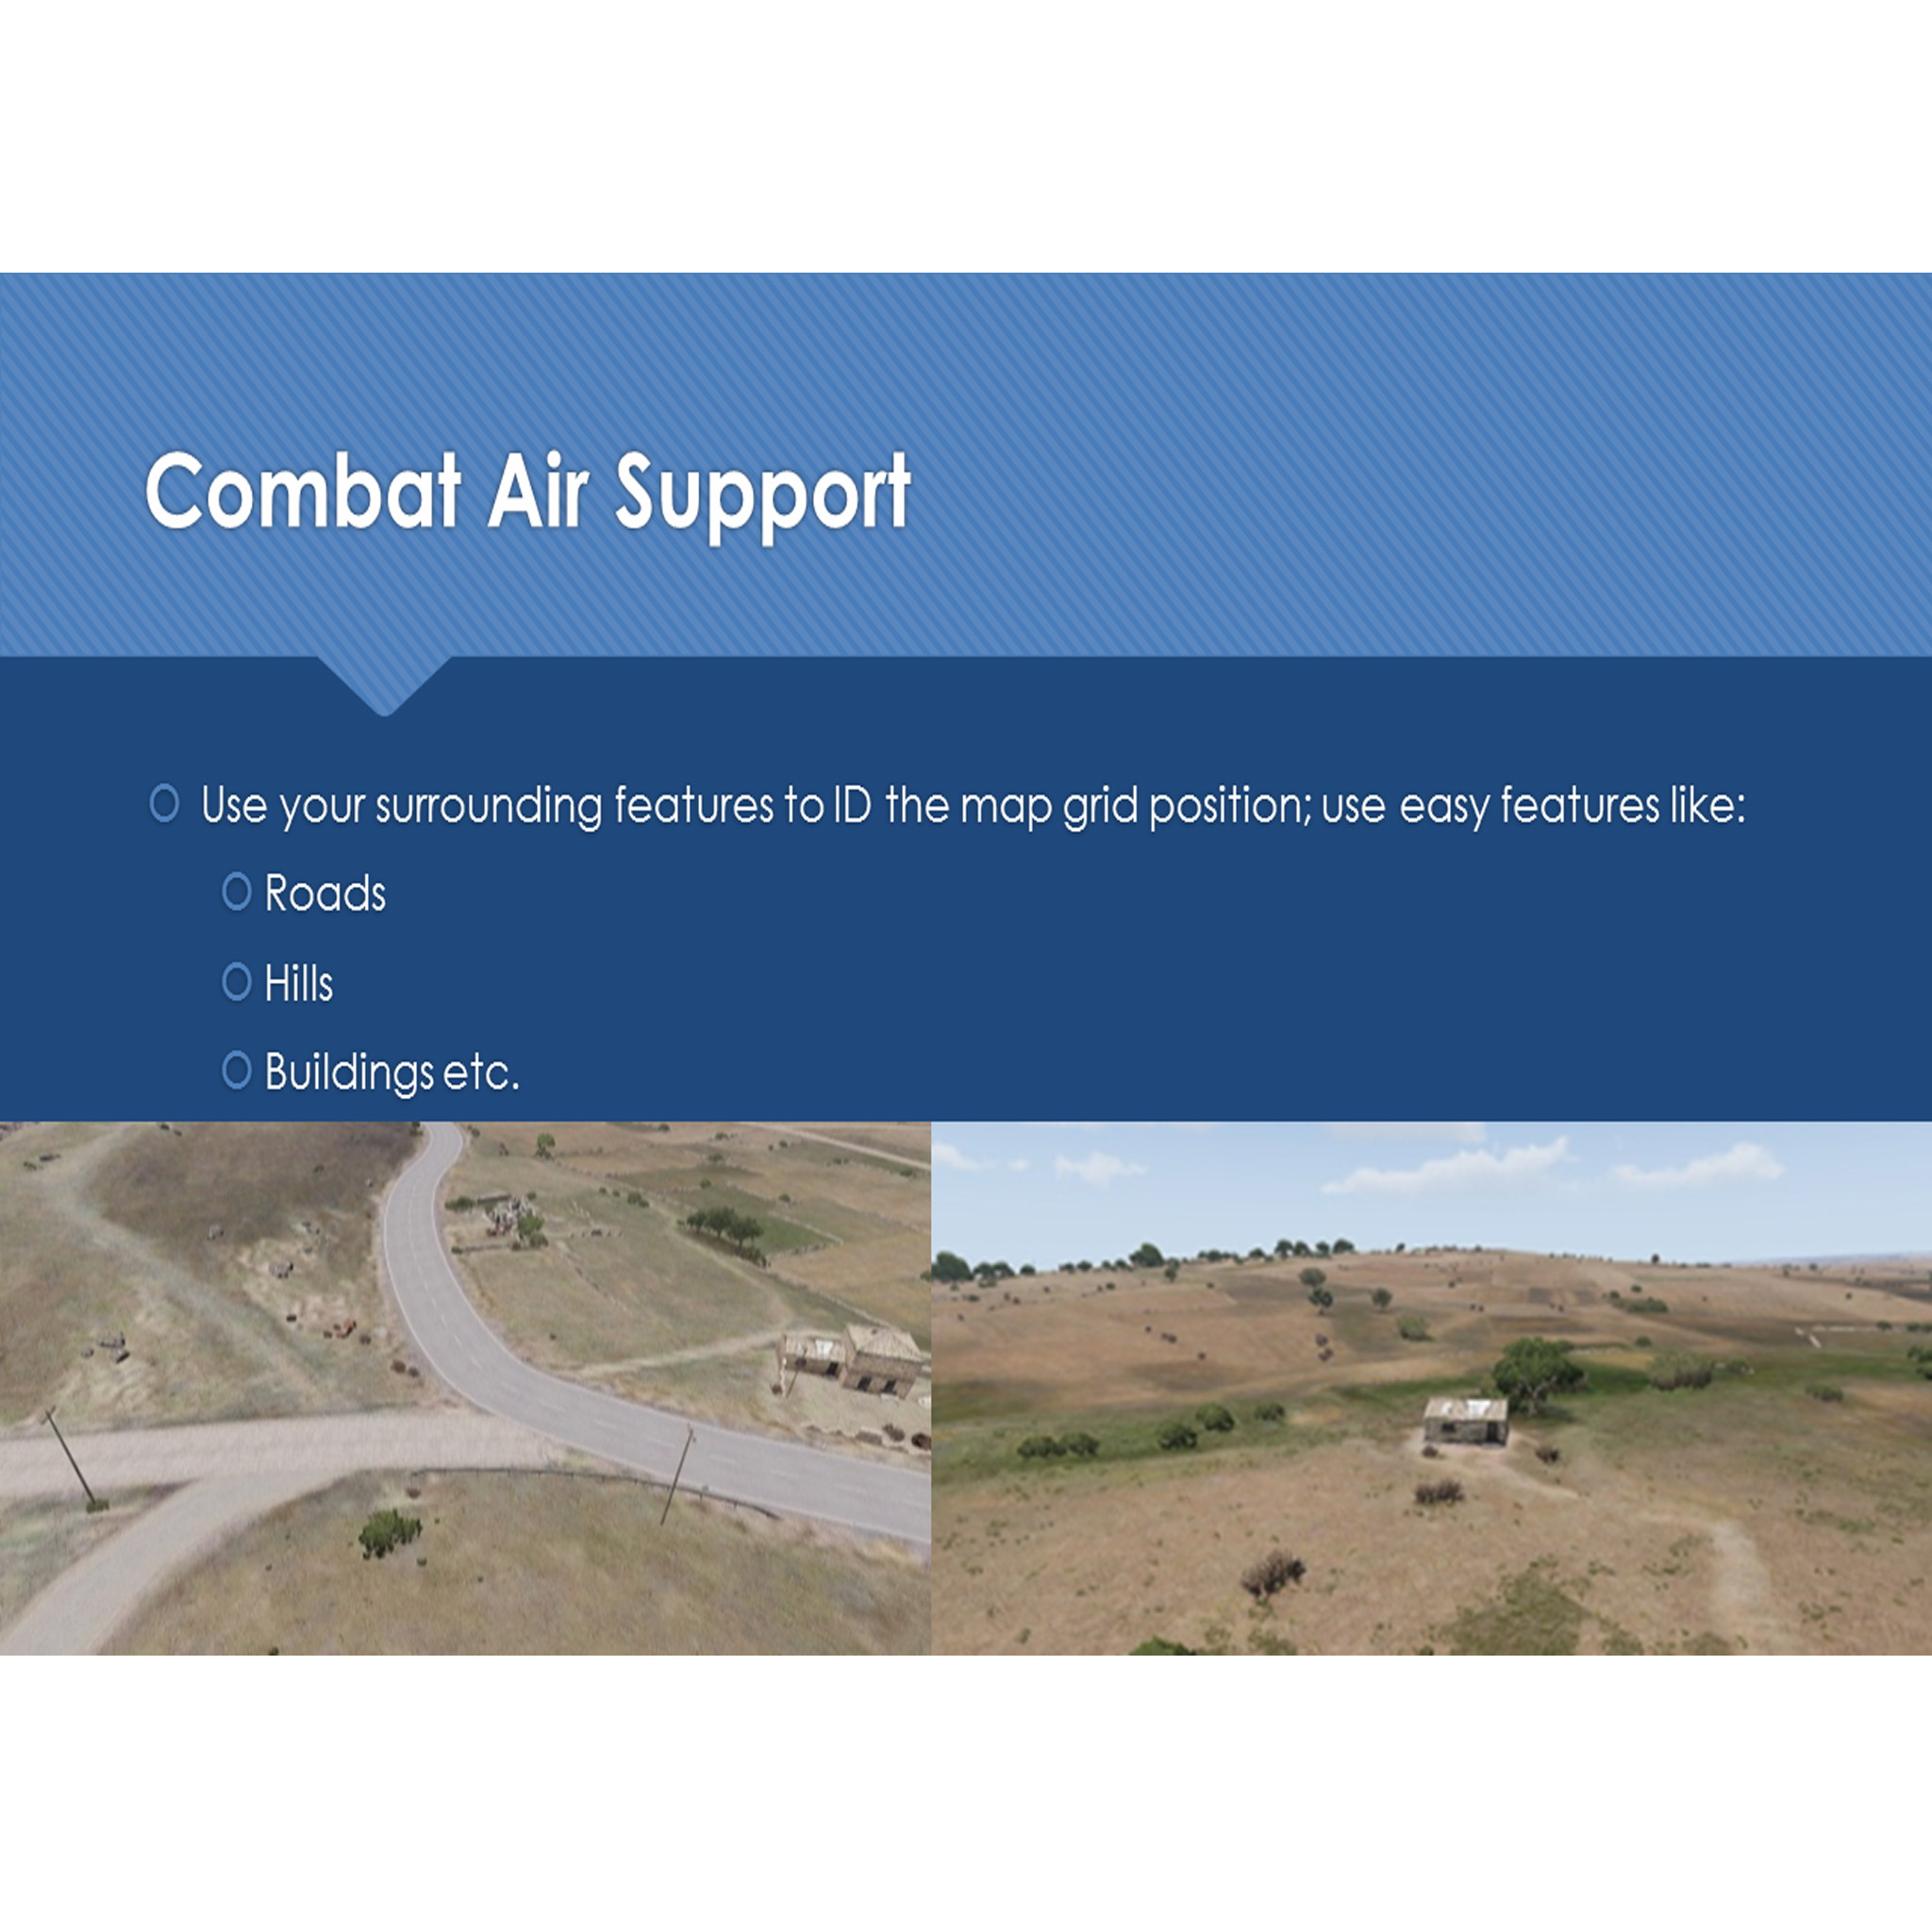 Combat Air Support
Use your surrounding features to ID the map grid position; use easy features like:
Roads
Hills
Buildings etc.